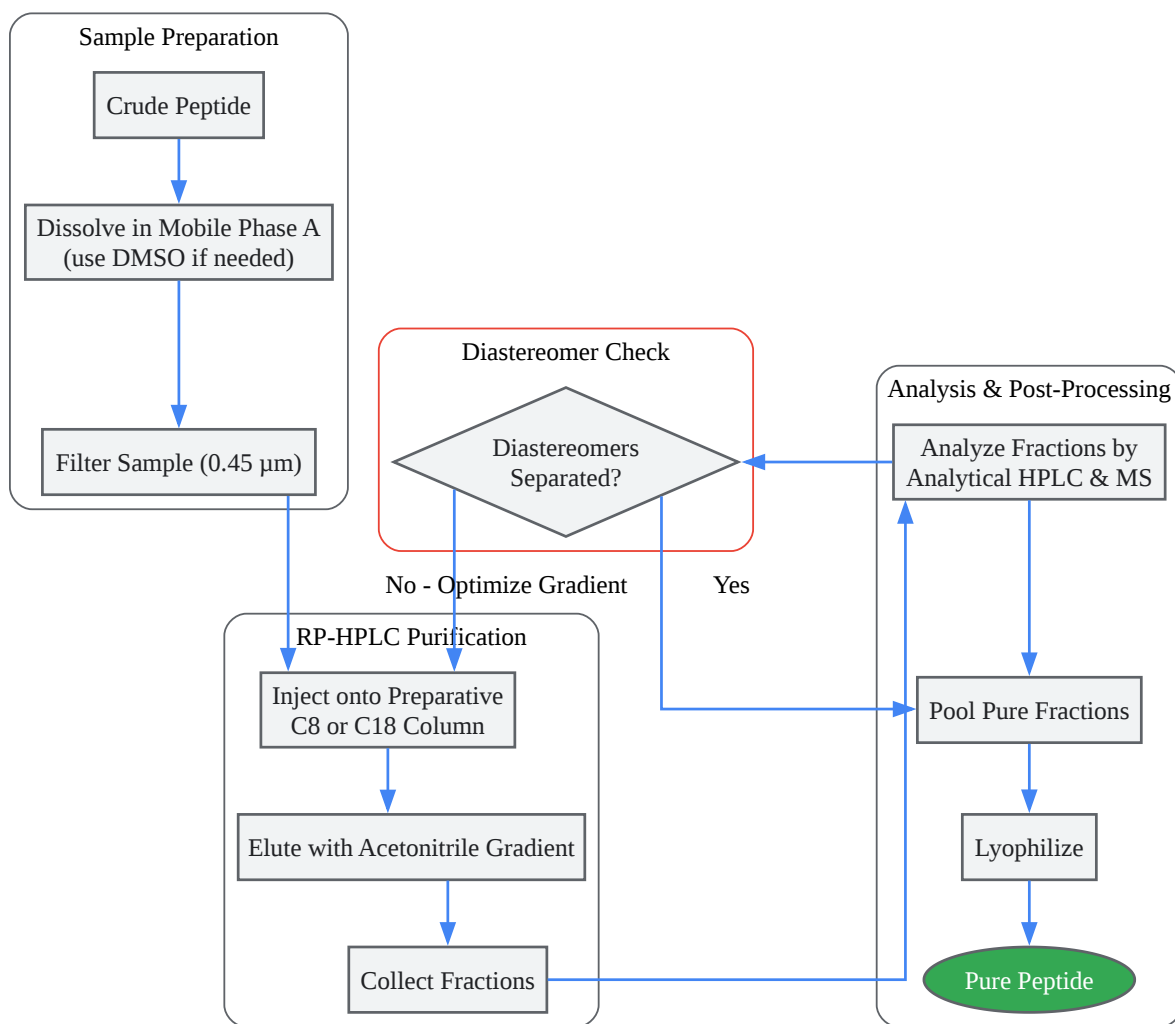 Sample Preparation
Crude Peptide
Dissolve in Mobile Phase A
(use DMSO if needed)
Filter Sample (0.45 µm)
Diastereomer Check
Diastereomers
Separated?
No - Optimize Gradient
Yes
RP-HPLC Purification
Inject onto Preparative
C8 or C18 Column
Elute with Acetonitrile Gradient
Collect Fractions
Analysis & Post-Processing
Analyze Fractions by
Analytical HPLC & MS
Pool Pure Fractions
Lyophilize
Pure Peptide